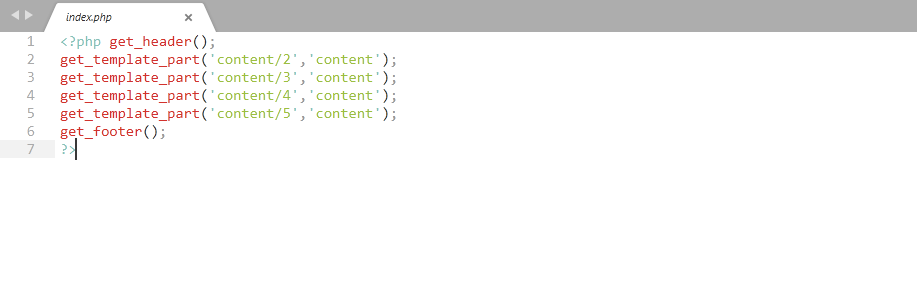 index.php ×
1 <?php get_header();
2 get_template_part('content/2','content');
3 get_template_part('content/3','content');
4 get_template_part('content/4','content');
5 get_template_part('content/5','content');
6 get_footer();
7 ?>